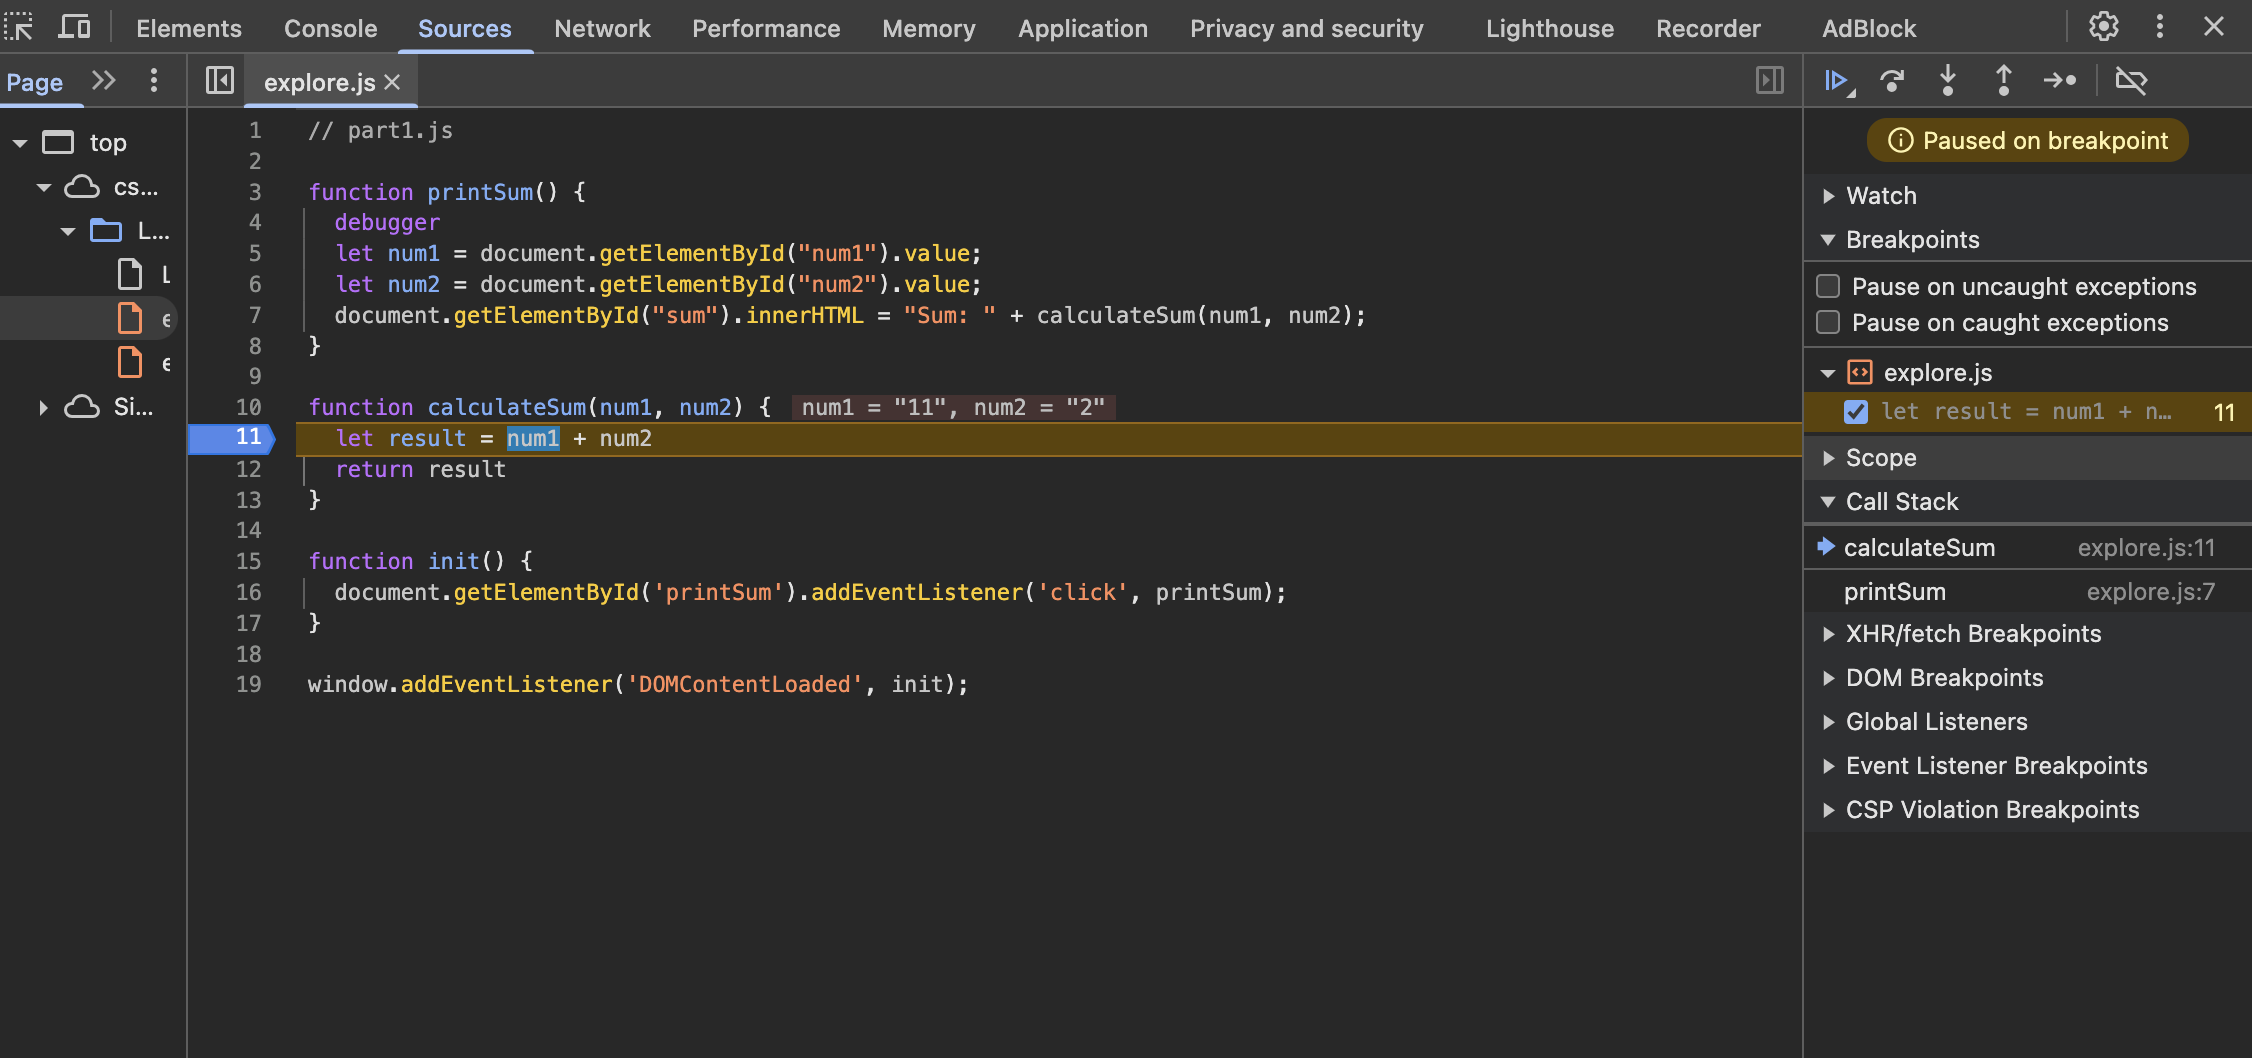 Elements Console Sources Network Performance Memory Application Privacy and security Lighthouse Recorder AdBlock
Page
explore.js
top
cs...
L...
Si...
1 // part1.js
2
3 function printSum() {
4 debugger
5 let num1 = document.getElementById("num1").value;
6 let num2 = document.getElementById("num2").value;
7 document.getElementById("sum").innerHTML = "Sum: " + calculateSum(num1, num2);
8 }
9
10 function calculateSum(num1, num2) { num1 = "11", num2 = "2"
11 let result = num1 + num2
12 return result
13 }
14
15 function init() {
16 document.getElementById('printSum').addEventListener('click', printSum);
17 }
18
19 window.addEventListener('DOMContentLoaded', init);
Paused on breakpoint
Watch
Breakpoints
Pause on uncaught exceptions
Pause on caught exceptions
explore.js
let result = num1 + n... 11
Scope
Call Stack
calculateSum explore.js:11
printSum explore.js:7
XHR/fetch Breakpoints
DOM Breakpoints
Global Listeners
Event Listener Breakpoints
CSP Violation Breakpoints